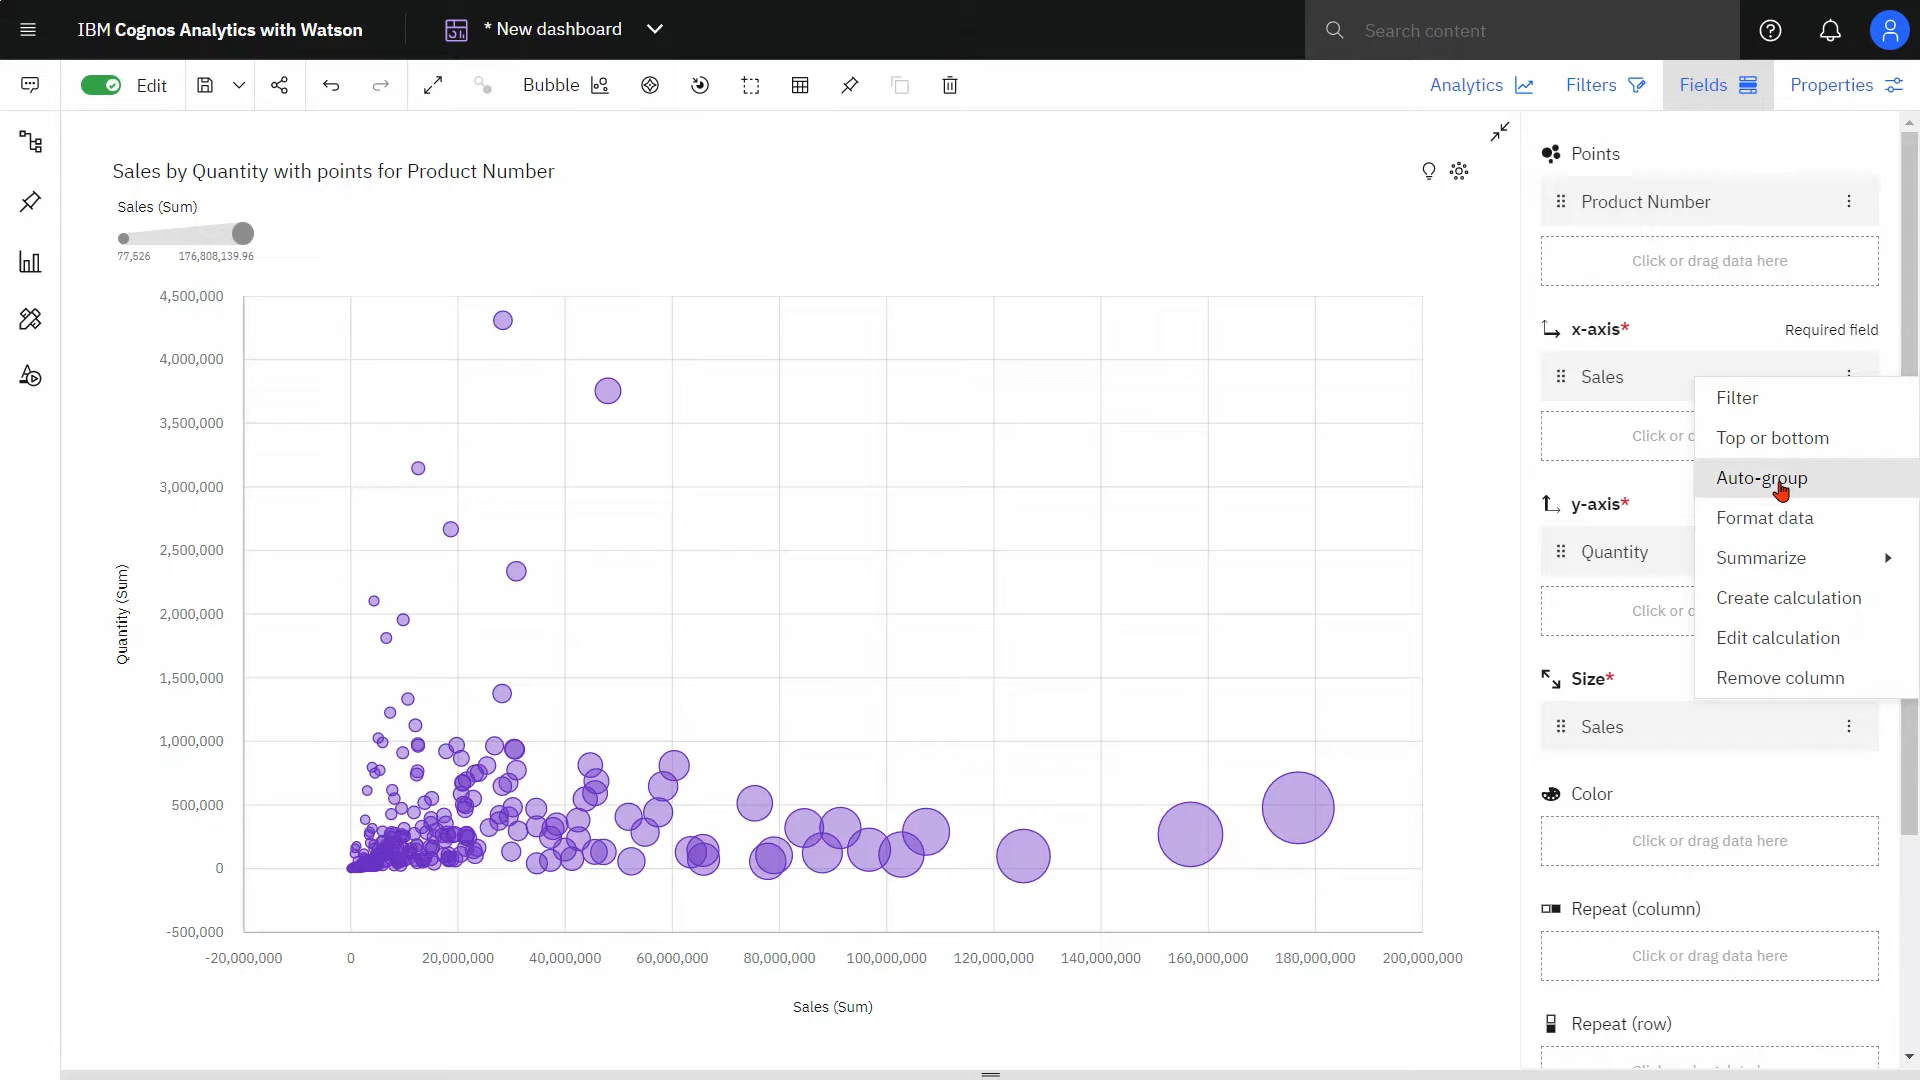 IBM Cognos Analytics with Watson
* New dashboard
Search content
Edit
Bubble
Analytics
Filters
Fields
Properties
Sales by Quantity with points for Product Number
Sales (Sum)
77,526
176,808,139.96
4,500,000
4,000,000
3,500,000
3,000,000
2,500,000
2,000,000
1,500,000
1,000,000
500,000
0
-500,000
Quantity (Sum)
-20,000,000
0
20,000,000
40,000,000
60,000,000
80,000,000
100,000,000
120,000,000
140,000,000
160,000,000
180,000,000
200,000,000
Sales (Sum)
Points
Product Number
Click or drag data here
x-axis*
Required field
Sales
Click or d
y-axis*
Quantity
Click or d
Size*
Sales
Color
Click or drag data here
Repeat (column)
Click or drag data here
Repeat (row)
Filter
Top or bottom
Auto-group
Format data
Summarize
Create calculation
Edit calculation
Remove column